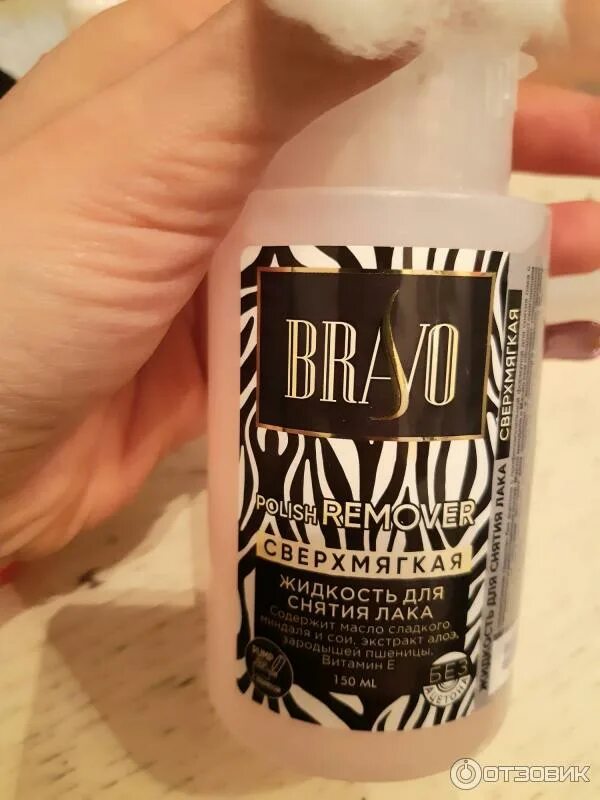 BRAVO
POLISH REMOVER
СВЕРХМЯГКАЯ
ЖИДКОСТЬ ДЛЯ
СНЯТИЯ ЛАКА
Содержит масло сладкого
миндаля и сои, экстракт алоэ,
зародышей пшеницы,
Витамин Е
150 ML
PUMP
БЕЗ
АЦЕТОНА
ЖИДКОСТЬ ДЛЯ СНЯТИЯ ЛАКА
СВЕРХМЯГКАЯ
ОТЗОВИК